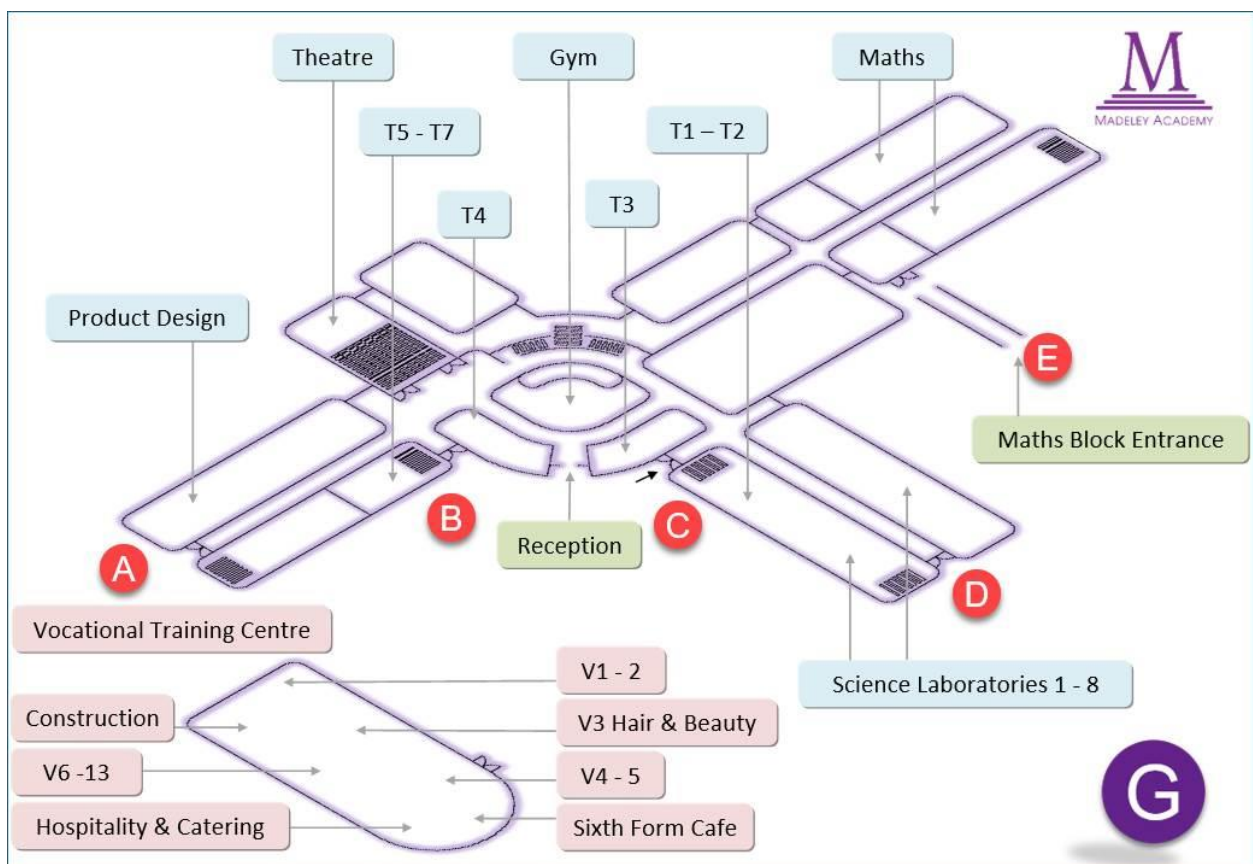 Theatre
Gym
Maths
M
MADELEY ACADEMY
T5 - T7
T1 – T2
T4
T3
Product Design
E
Maths Block Entrance
B
C
Reception
A
D
Vocational Training Centre
V1 - 2
Science Laboratories 1 - 8
Construction
V3 Hair & Beauty
V6 -13
V4 - 5
G
Hospitality & Catering
Sixth Form Cafe